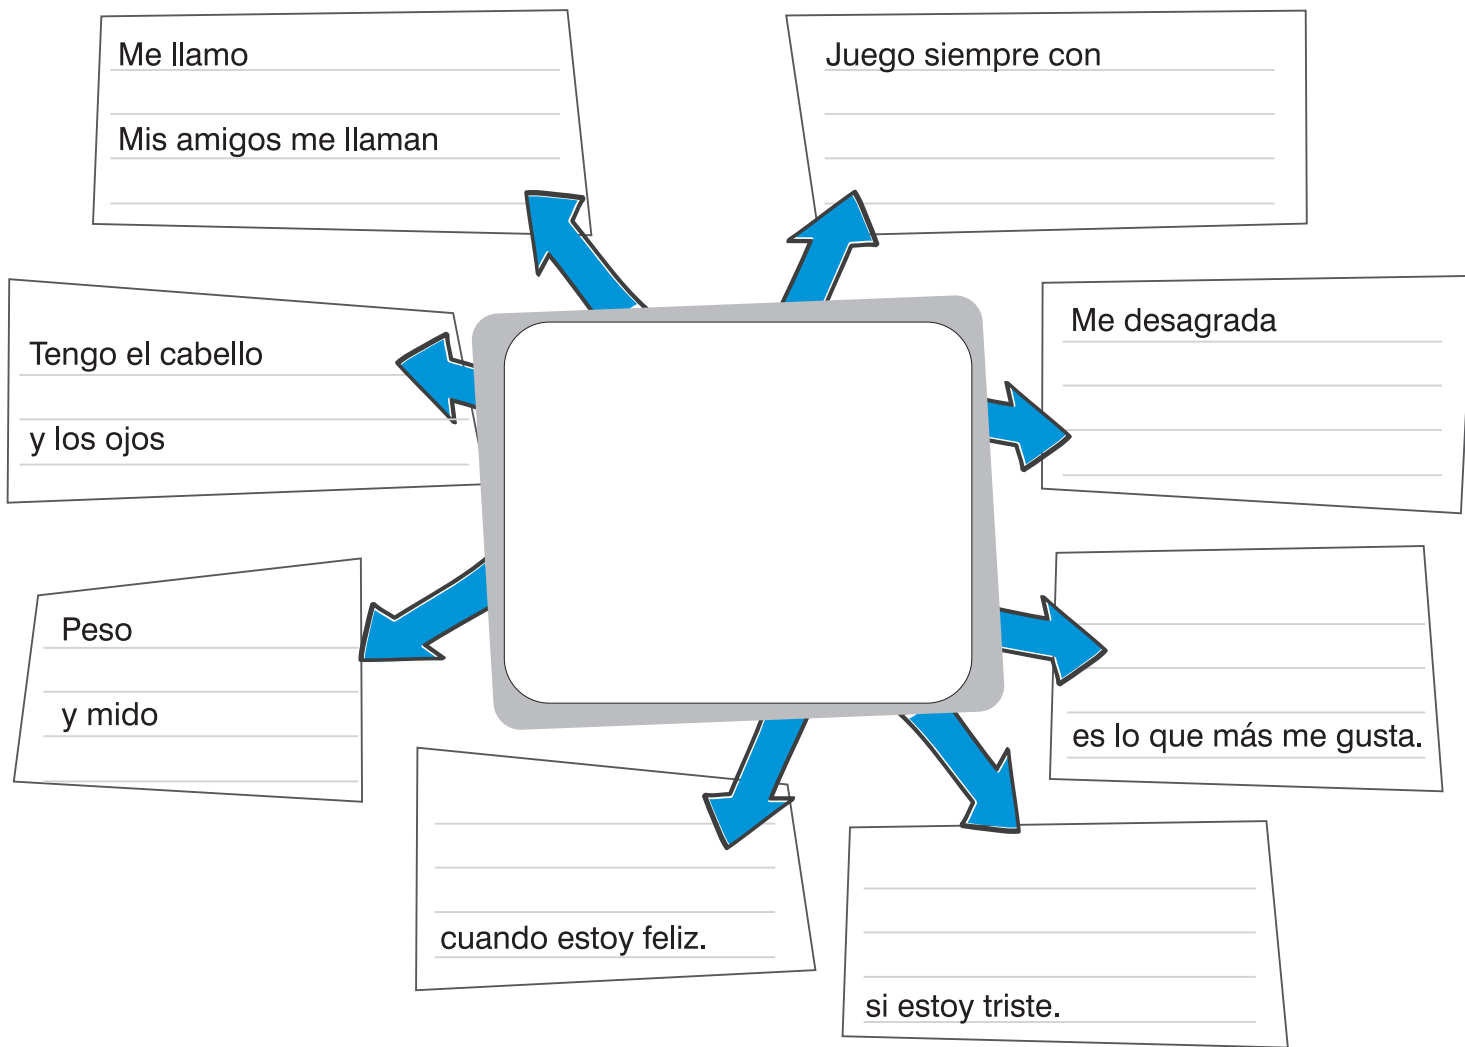 Me llamo
Mis amigos me llaman
Juego siempre con
Tengo el cabello
y los ojos
Me desagrada
Peso
y mido
es lo que más me gusta.
cuando estoy feliz.
si estoy triste.